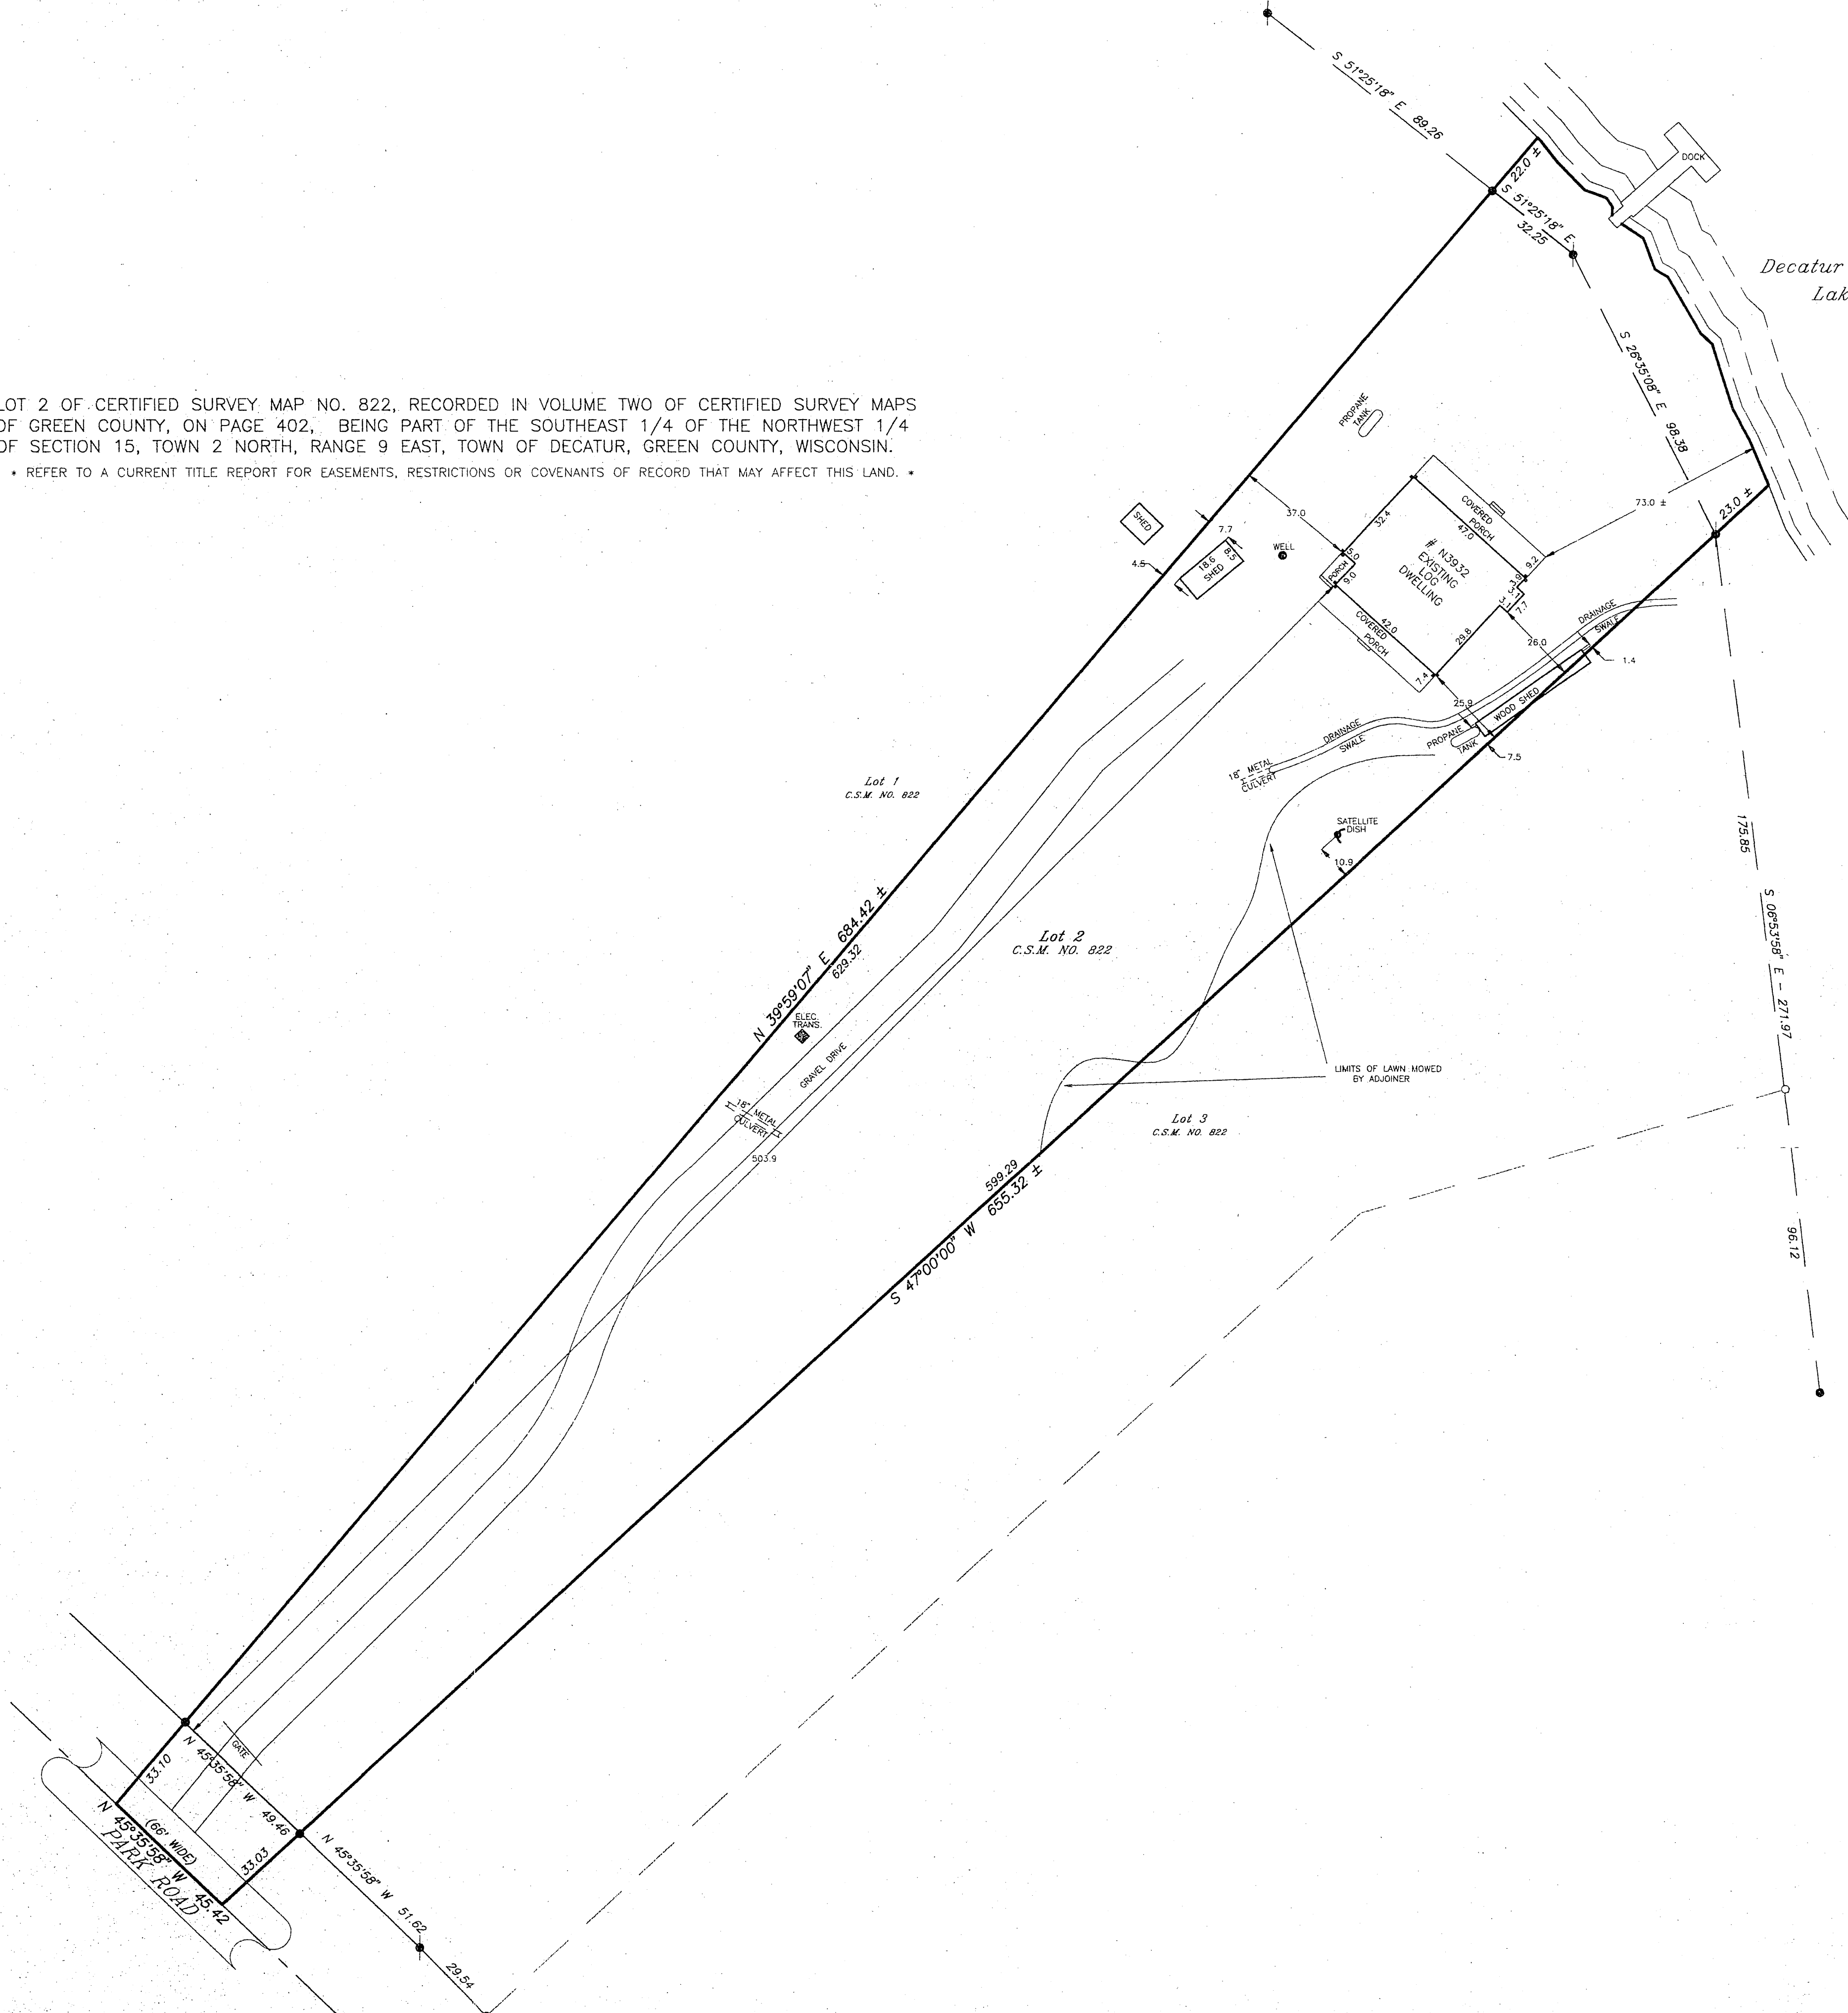 S 51°25'18" E 89.26
22.0 ±
DOCK
S 51°25'18" E
32.25
Decatur
S 26°35'08" E 98.38
LOT 2 OF CERTIFIED SURVEY MAP NO. 822, RECORDED IN VOLUME TWO OF CERTIFIED SURVEY MAPS
OF GREEN COUNTY, ON PAGE 402, BEING PART OF THE SOUTHEAST 1/4 OF THE NORTHWEST 1/4
OF SECTION 15, TOWN 2 NORTH, RANGE 9 EAST, TOWN OF DECATUR, GREEN COUNTY, WISCONSIN.
* REFER TO A CURRENT TITLE REPORT FOR EASEMENTS, RESTRICTIONS OR COVENANTS OF RECORD THAT MAY AFFECT THIS LAND. *
PROPANE
TANK
73.0 ±
23.0 ±
SHED
7.7
37.0
32.4
COVERED
PORCH
47.0
4.5
18.6
8.5
SHED
WELL
5.0
PORCH
9.0
# N3932
EXISTING
LOG
DWELLING
9.2
3.9
3.7
3.1
7.7
42.0
COVERED
PORCH
29.8
7.4
26.0
DRAINAGE
SWALE
1.4
25.9
WOOD SHED
DRAINAGE
SWALE
PROPANE
TANK
7.5
18" METAL
CULVERT
Lot 1
C.S.M. NO. 822
SATELLITE
DISH
10.9
175.85
S 06°53'58" E - 271.97
N 39°59'07" E 684.42 ±
629.32
Lot 2
C.S.M. NO. 822
ELEC.
TRANS.
GRAVEL DRIVE
LIMITS OF LAWN MOWED
BY ADJOINER
18" METAL
CULVERT
503.9
Lot 3
C.S.M. NO. 822
599.29
S 47°00'00" W 655.32 ±
96.12
33.10
GATE
N 45°35'58" W 49.46
(66' WIDE)
N 45°35'58" W 45.42
PARK ROAD
33.03
N 45°35'58" W 51.62
29.54